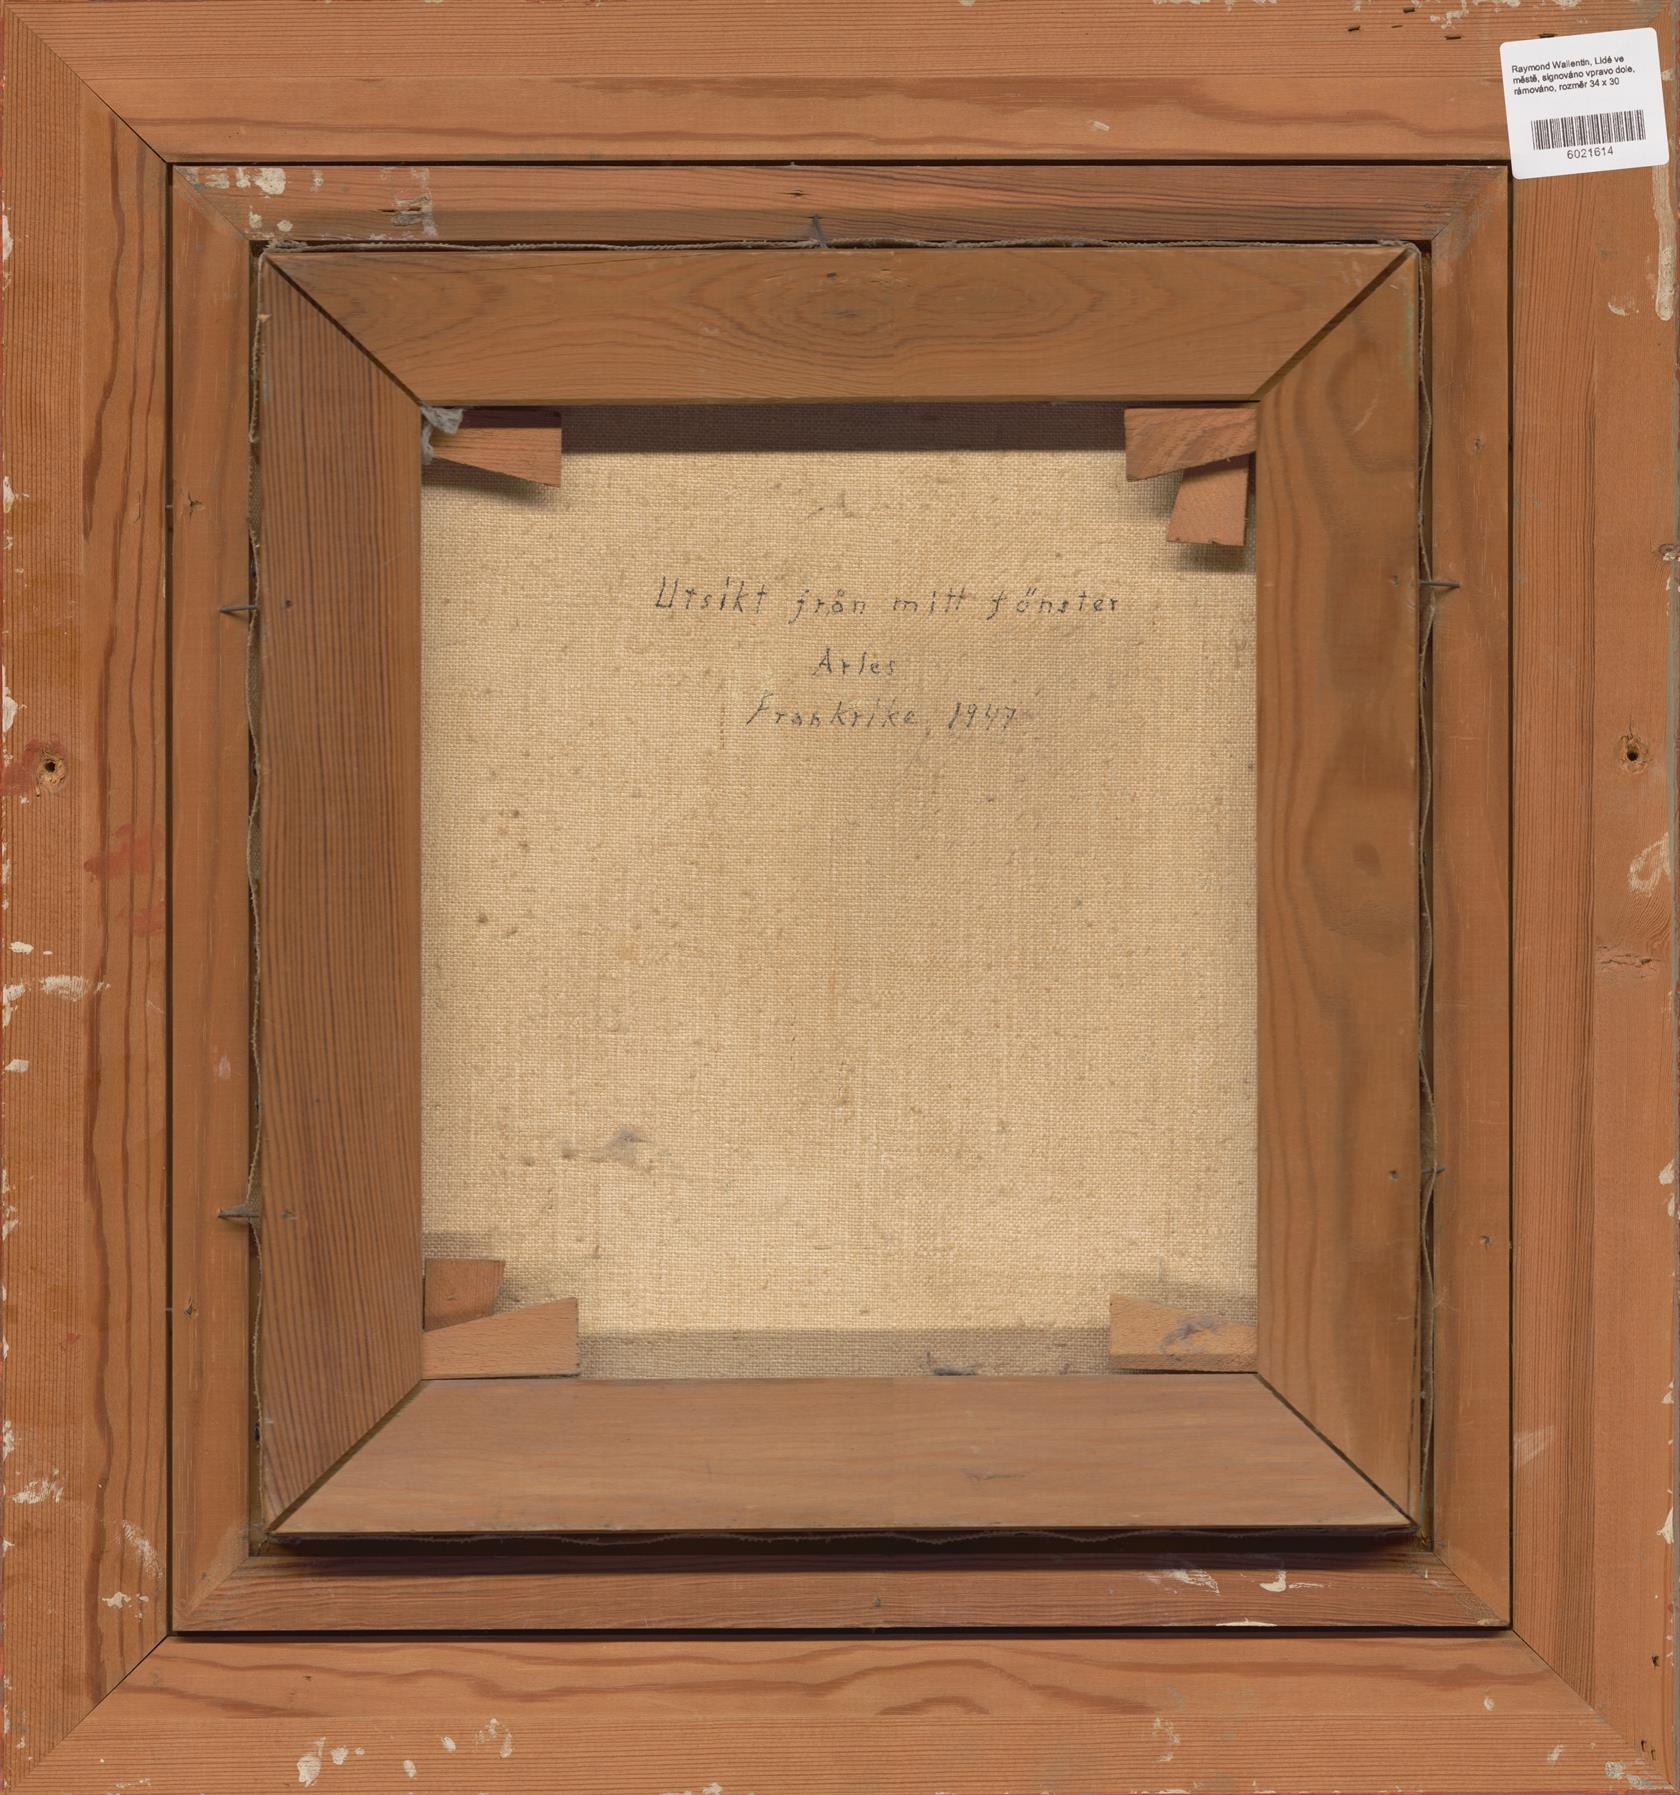 Raymond Wallentin, Lidé ve
městě, signováno vpravo dole,
rámováno, rozměr 34 x 30
6021614
Utsikt från mitt fönster
Arles
Frankrike, 1947